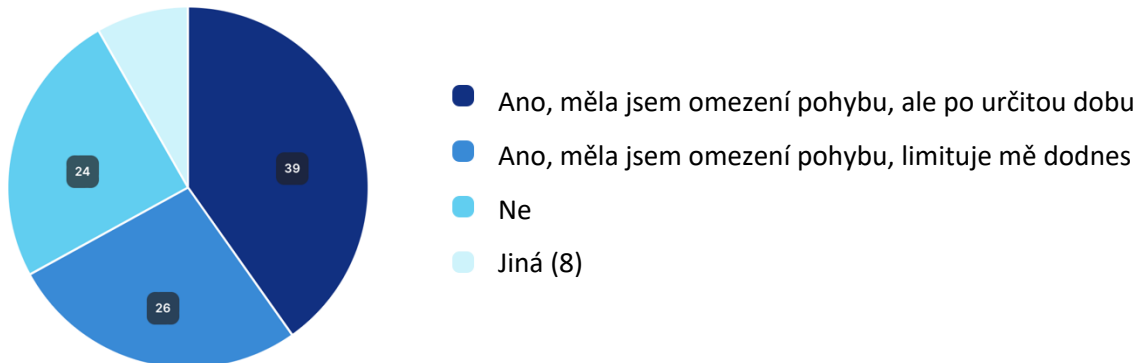 39
24
26
Ano, měla jsem omezení pohybu, ale po určitou dobu
Ano, měla jsem omezení pohybu, limituje mě dodnes
Ne
Jiná (8)